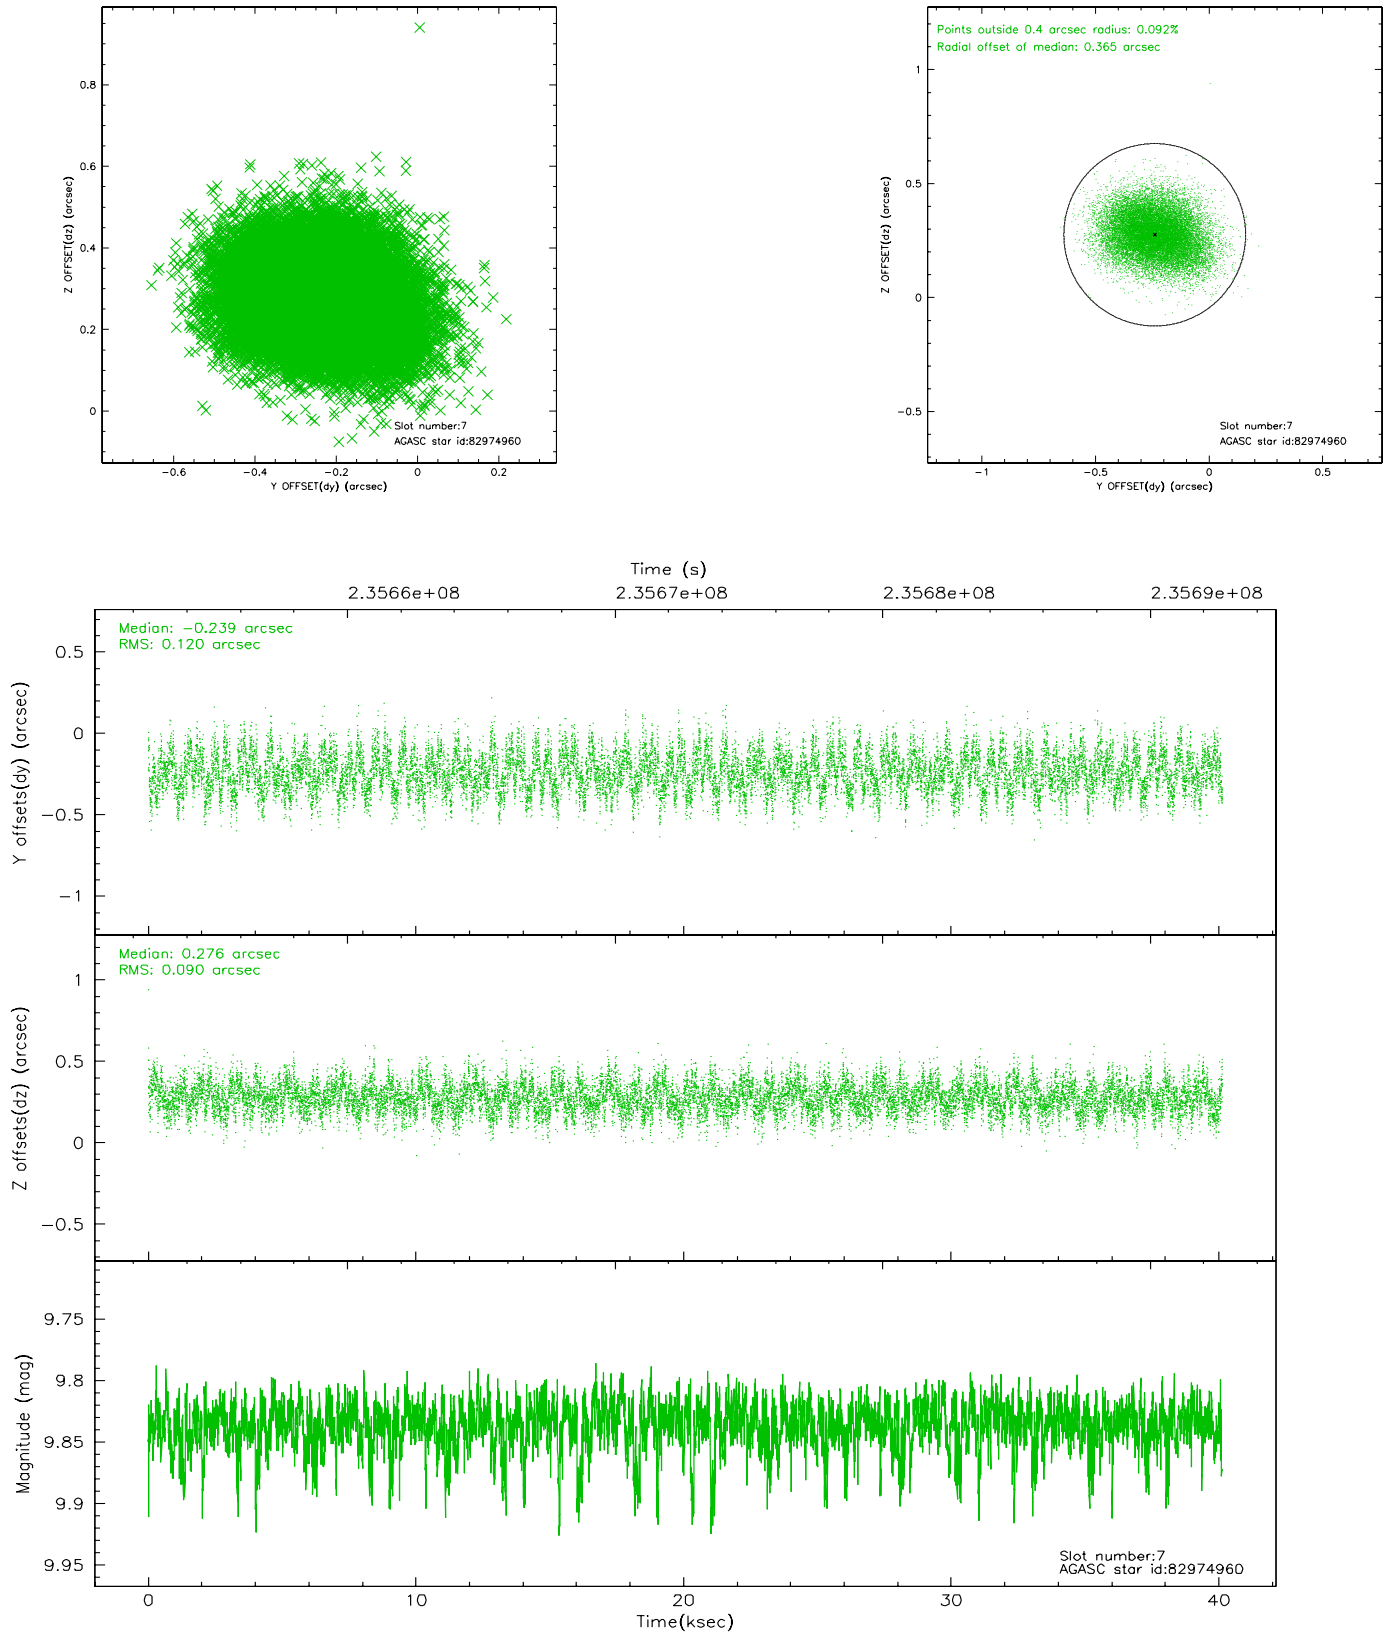 0.8
0.6
0.4
0.2
0
Z OFFSET(dz) (arcsec)
Slot number:7
AGASC star id:82974960
−0.6 −0.4 −0.2 0 0.2
Y OFFSET(dy) (arcsec)
Points outside 0.4 arcsec radius: 0.092%
Radial offset of median: 0.365 arcsec
1
0.5
0
−0.5
Z OFFSET(dz) (arcsec)
Slot number:7
AGASC star id:82974960
−1 −0.5 0 0.5
Y OFFSET(dy) (arcsec)
Time (s)
2.3566e+08 2.3567e+08 2.3568e+08 2.3569e+08
Median: −0.239 arcsec
RMS: 0.120 arcsec
0.5
0
−0.5
−1
Y offsets(dy) (arcsec)
Median: 0.276 arcsec
RMS: 0.090 arcsec
1
0.5
0
−0.5
Z offsets(dz) (arcsec)
9.75
9.8
9.85
9.9
9.95
Magnitude (mag)
Slot number:7
AGASC star id:82974960
0 10 20 30 40
Time(ksec)